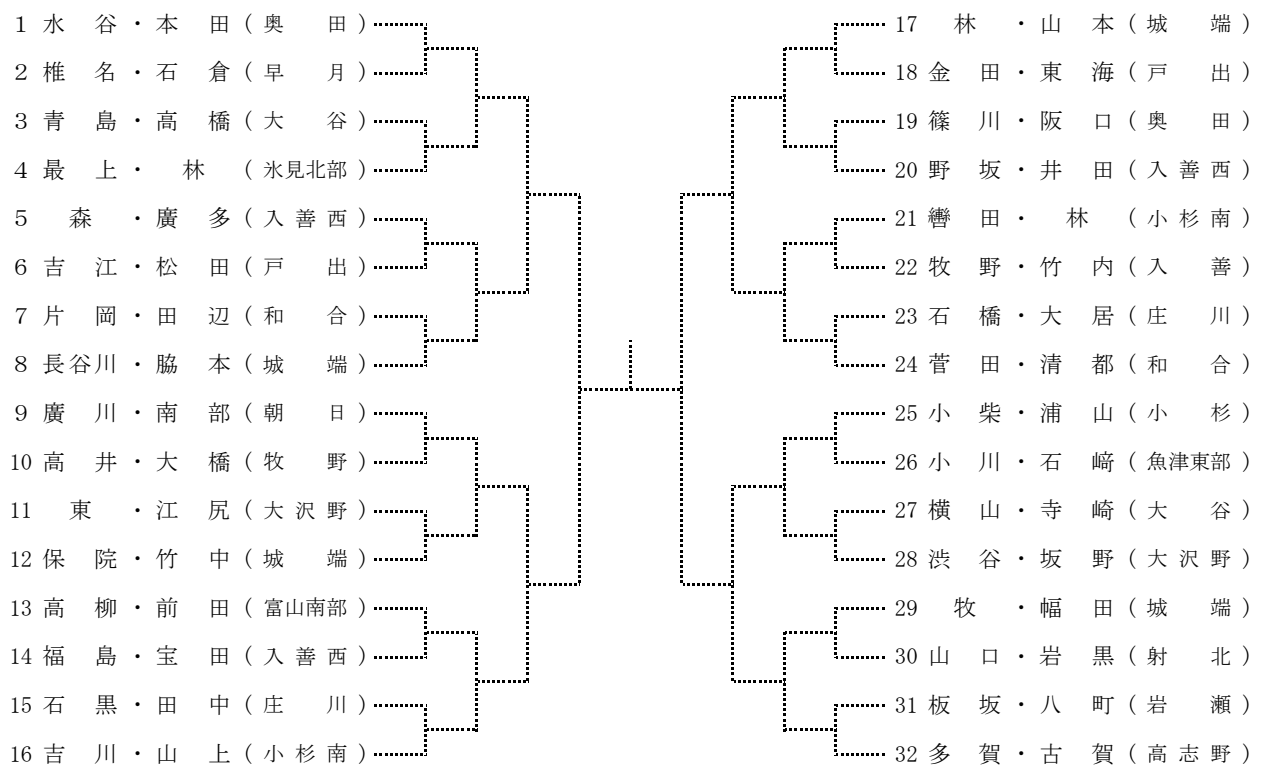 1 水谷・本田（奥田）
2 椎名・石倉（早月）
3 青島・高橋（大谷）
4 最上・林（氷見北部）
5 森・廣多（入善西）
6 吉江・松田（戸出）
7 片岡・田辺（和合）
8 長谷川・脇本（城端）
9 廣川・南部（朝日）
10 高井・大橋（牧野）
11 東・江尻（大沢野）
12 保院・竹中（城端）
13 高柳・前田（富山南部）
14 福島・宝田（入善西）
15 石黒・田中（庄川）
16 吉川・山上（小杉南）
17 林・山本（城端）
18 金田・東海（戸出）
19 篠川・阪口（奥田）
20 野坂・井田（入善西）
21 轡田・林（小杉南）
22 牧野・竹内（入善）
23 石橋・大居（庄川）
24 菅田・清都（和合）
25 小柴・浦山（小杉）
26 小川・石﨑（魚津東部）
27 横山・寺崎（大谷）
28 渋谷・坂野（大沢野）
29 牧・幅田（城端）
30 山口・岩黒（射北）
31 板坂・八町（岩瀬）
32 多賀・古賀（高志野）